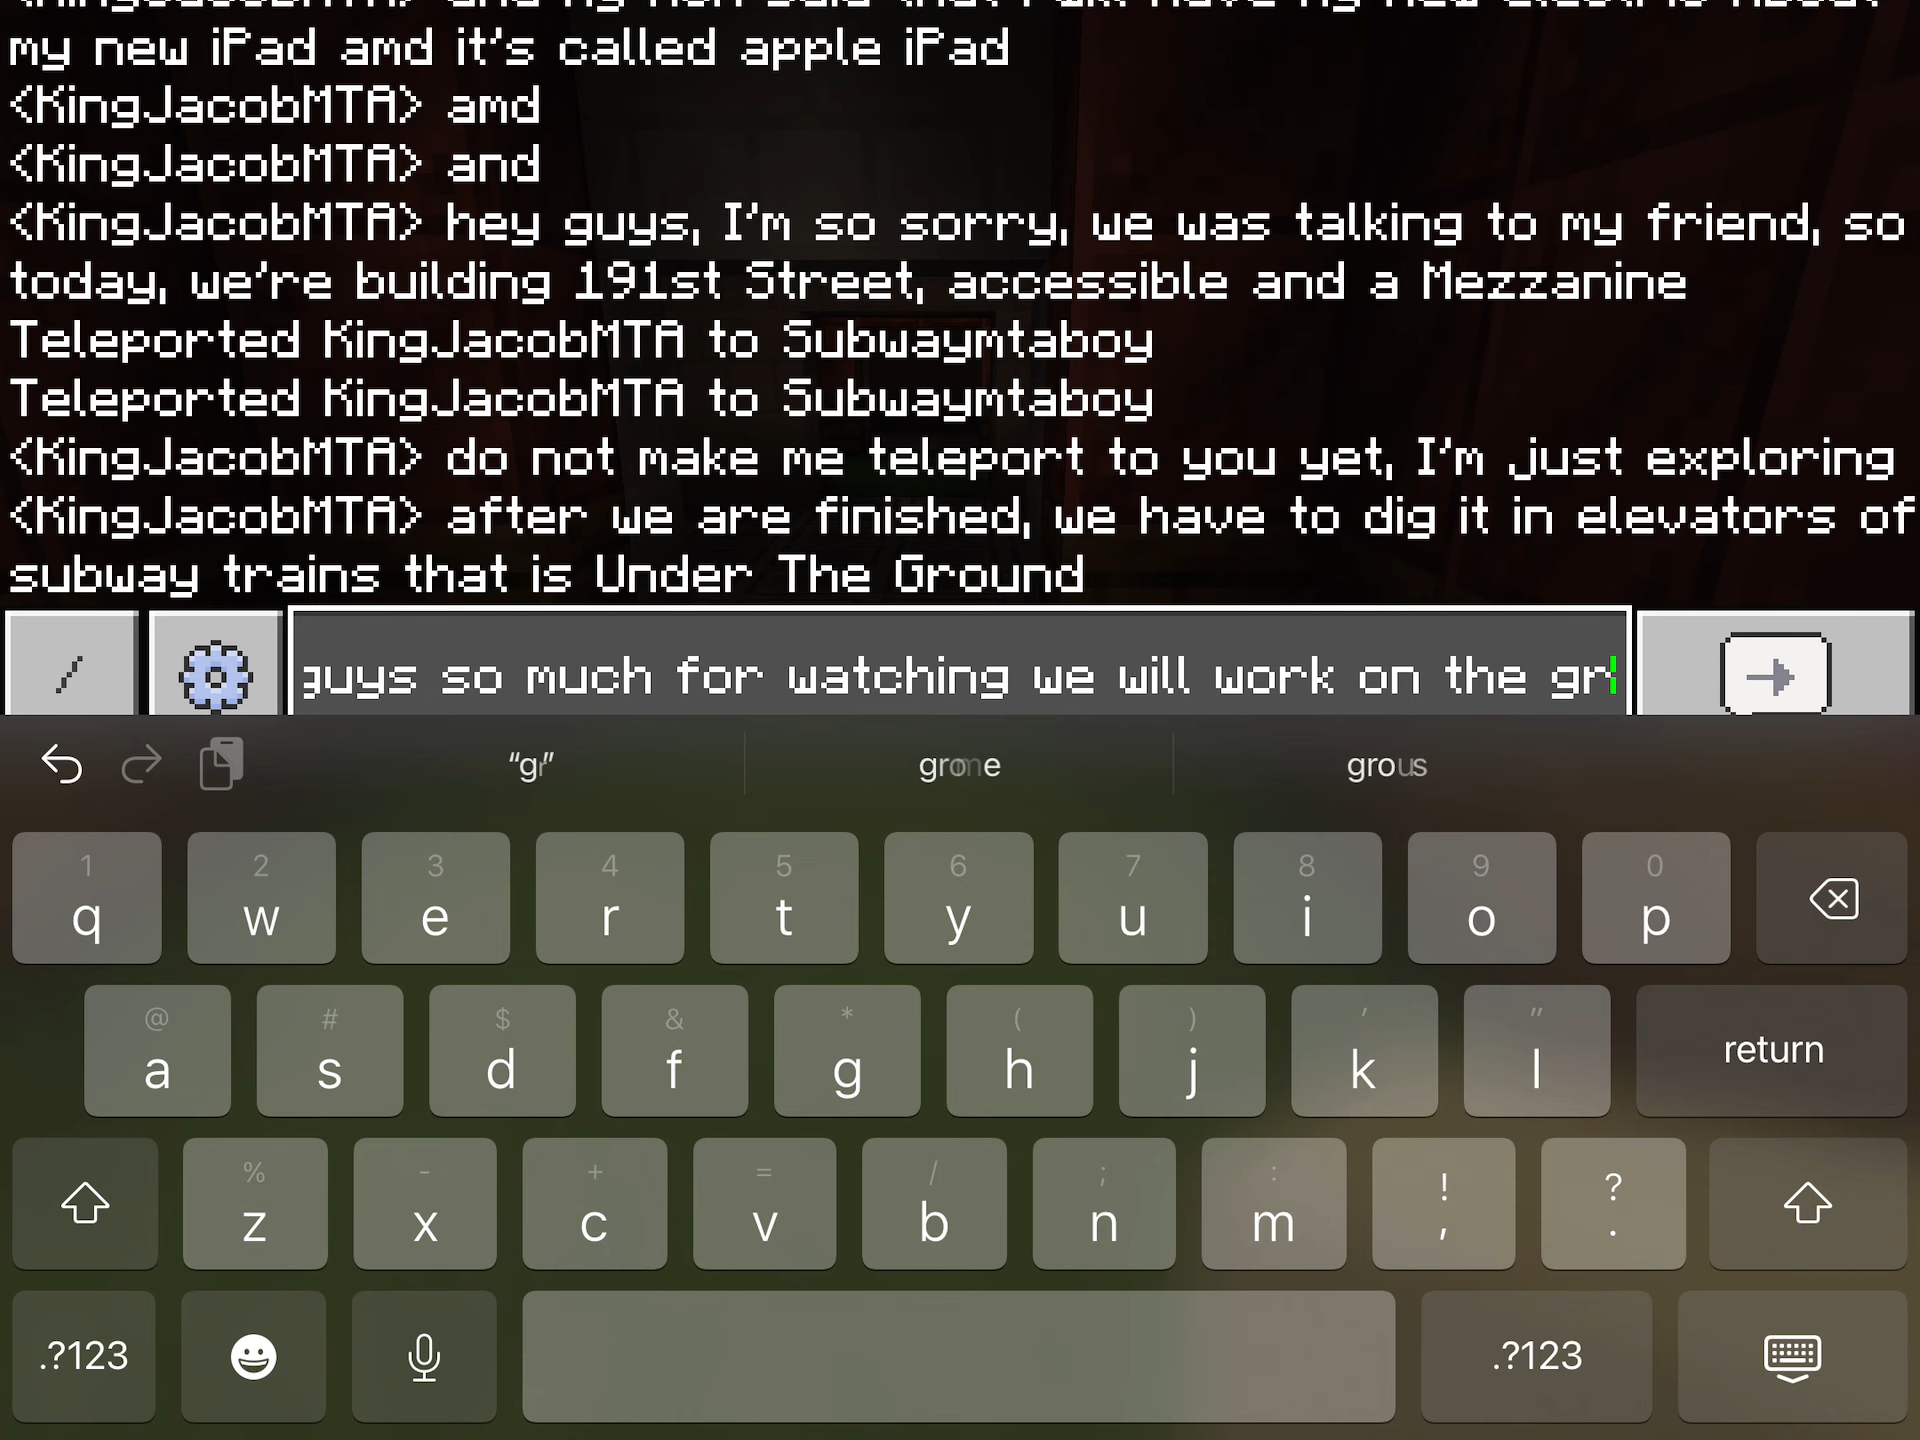 my new iPad amd it's called apple iPad
<KingJacobMTA> amd
<KingJacobMTA> and
<KingJacobMTA> hey guys, I'm so sorry, we was talking to my friend, so
today, we're building 191st Street, accessible and a Mezzanine
Teleported KingJacobMTA to Subwaymtaboy
Teleported KingJacobMTA to Subwaymtaboy
<KingJacobMTA> do not make me teleport to you yet, I'm just exploring
<KingJacobMTA> after we are finished, we have to dig it in elevators of
subway trains that is Under The Ground
/ guys so much for watching we will work on the gr
"gr"
1 2 3 4 5 6 7 8 9 0
q w e r t y u i o p
@ # $ & * ( ) ' "
a s d f g h j k l return
% - + = / ; : ! ?
z x c v b n m , .
.?123 .?123